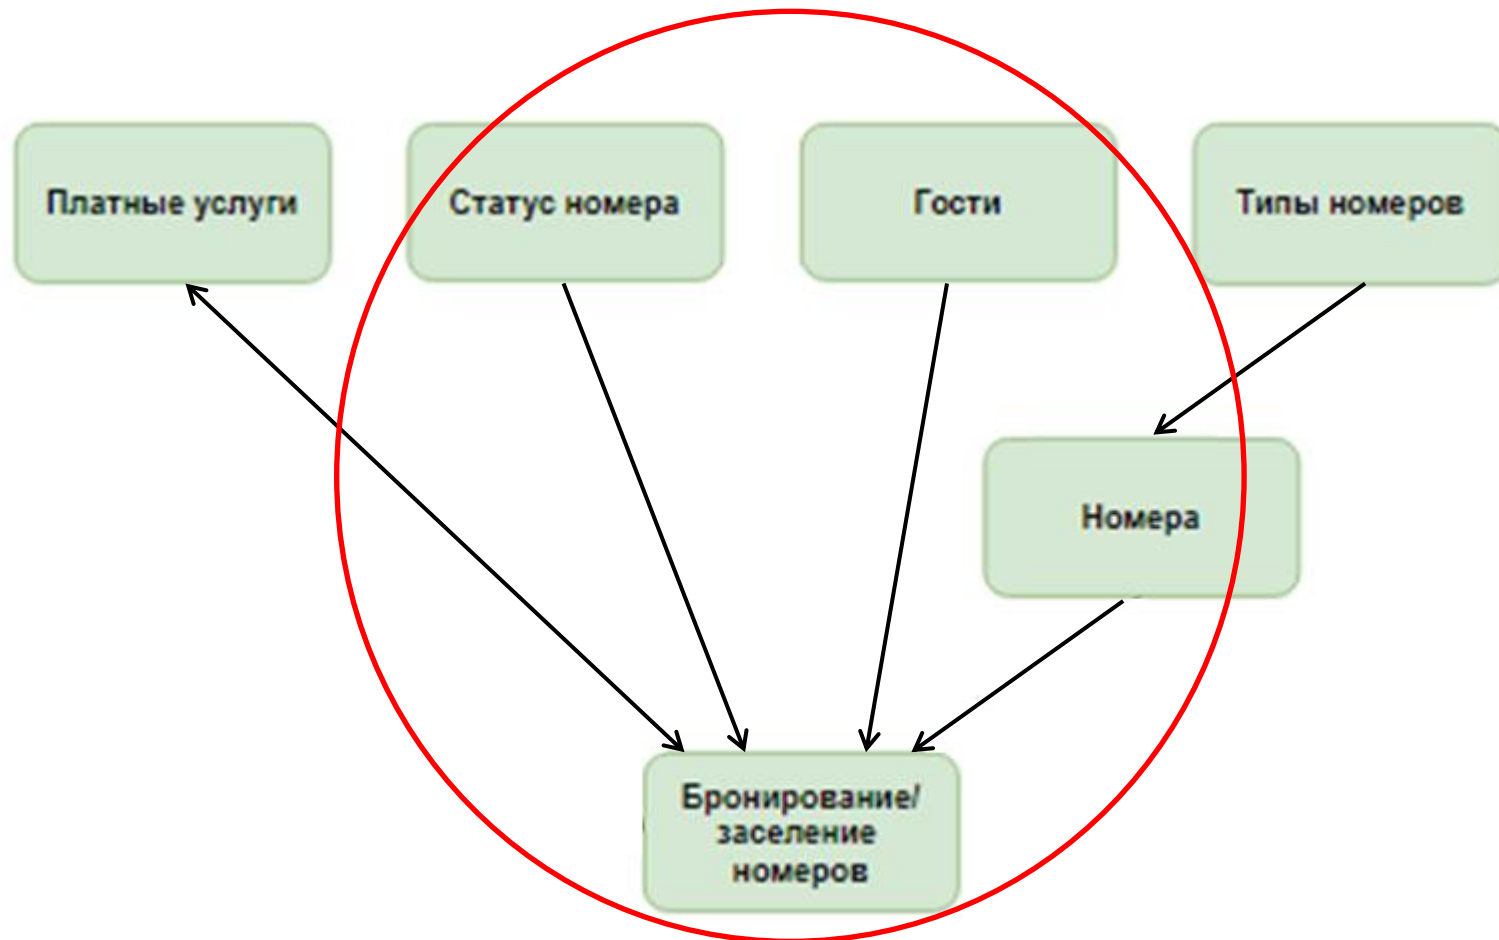 Платные услуги
Статус номера
Гости
Типы номеров
Номера
Бронирование/
заселение
номеров